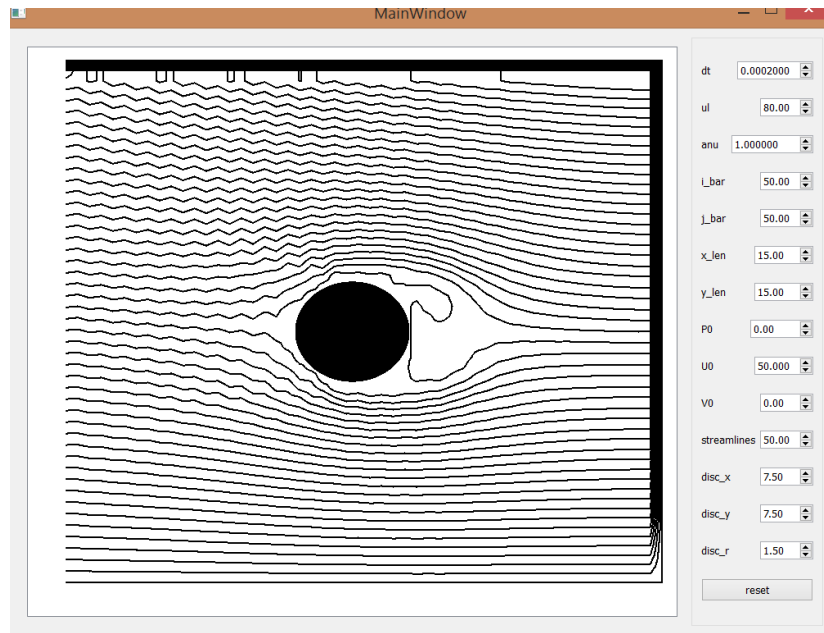 MainWindow
dt 0.0002000
ul 80.00
anu 1.000000
i_bar 50.00
j_bar 50.00
x_len 15.00
y_len 15.00
P0 0.00
U0 50.000
V0 0.00
streamlines 50.00
disc_x 7.50
disc_y 7.50
disc_r 1.50
reset